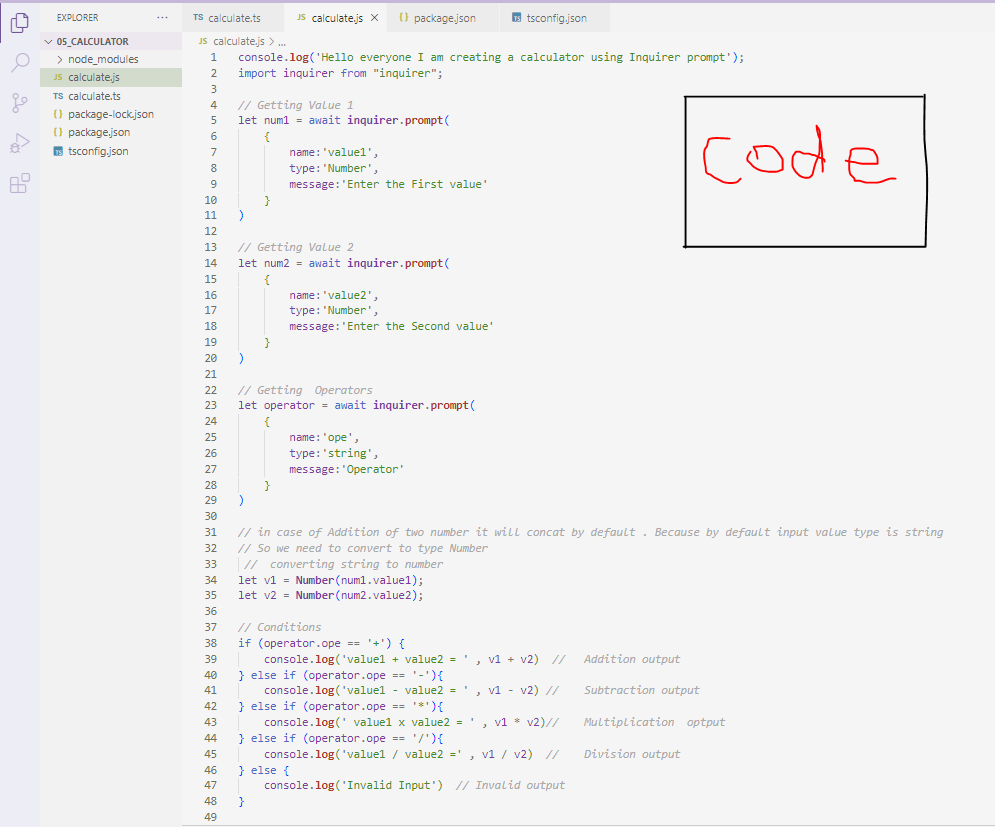 EXPLORER ...
05_CALCULATOR
node_modules
JS calculate.js
TS calculate.ts
{} package-lock.json
{} package.json
TS tsconfig.json
TS calculate.ts JS calculate.js × {} package.json TS tsconfig.json
JS calculate.js > ...
1 console.log('Hello everyone I am creating a calculator using Inquirer prompt');
2 import inquirer from "inquirer";
3
4 // Getting Value 1
5 let num1 = await inquirer.prompt(
6 {
7 name:'value1',
8 type:'Number',
9 message:'Enter the First value'
10 }
11 )
12
13 // Getting Value 2
14 let num2 = await inquirer.prompt(
15 {
16 name:'value2',
17 type:'Number',
18 message:'Enter the Second value'
19 }
20 )
21
22 // Getting  Operators
23 let operator = await inquirer.prompt(
24 {
25 name:'ope',
26 type:'string',
27 message:'Operator'
28 }
29 )
30
31 // in case of Addition of two number it will concat by default . Because by default input value type is string
32 // So we need to convert to type Number
33 //  converting string to number
34 let v1 = Number(num1.value1);
35 let v2 = Number(num2.value2);
36
37 // Conditions
38 if (operator.ope == '+') {
39 console.log('value1 + value2 = ' , v1 + v2)  //   Addition output
40 } else if (operator.ope == '-'){
41 console.log('value1 - value2 = ' , v1 - v2) //    Subtraction output
42 } else if (operator.ope == '*'){
43 console.log(' value1 x value2 = ' , v1 * v2)//    Multiplication  optput
44 } else if (operator.ope == '/'){
45 console.log('value1 / value2 =' , v1 / v2)  //    Division output
46 } else {
47 console.log('Invalid Input')  // Invalid output
48 }
49
Code